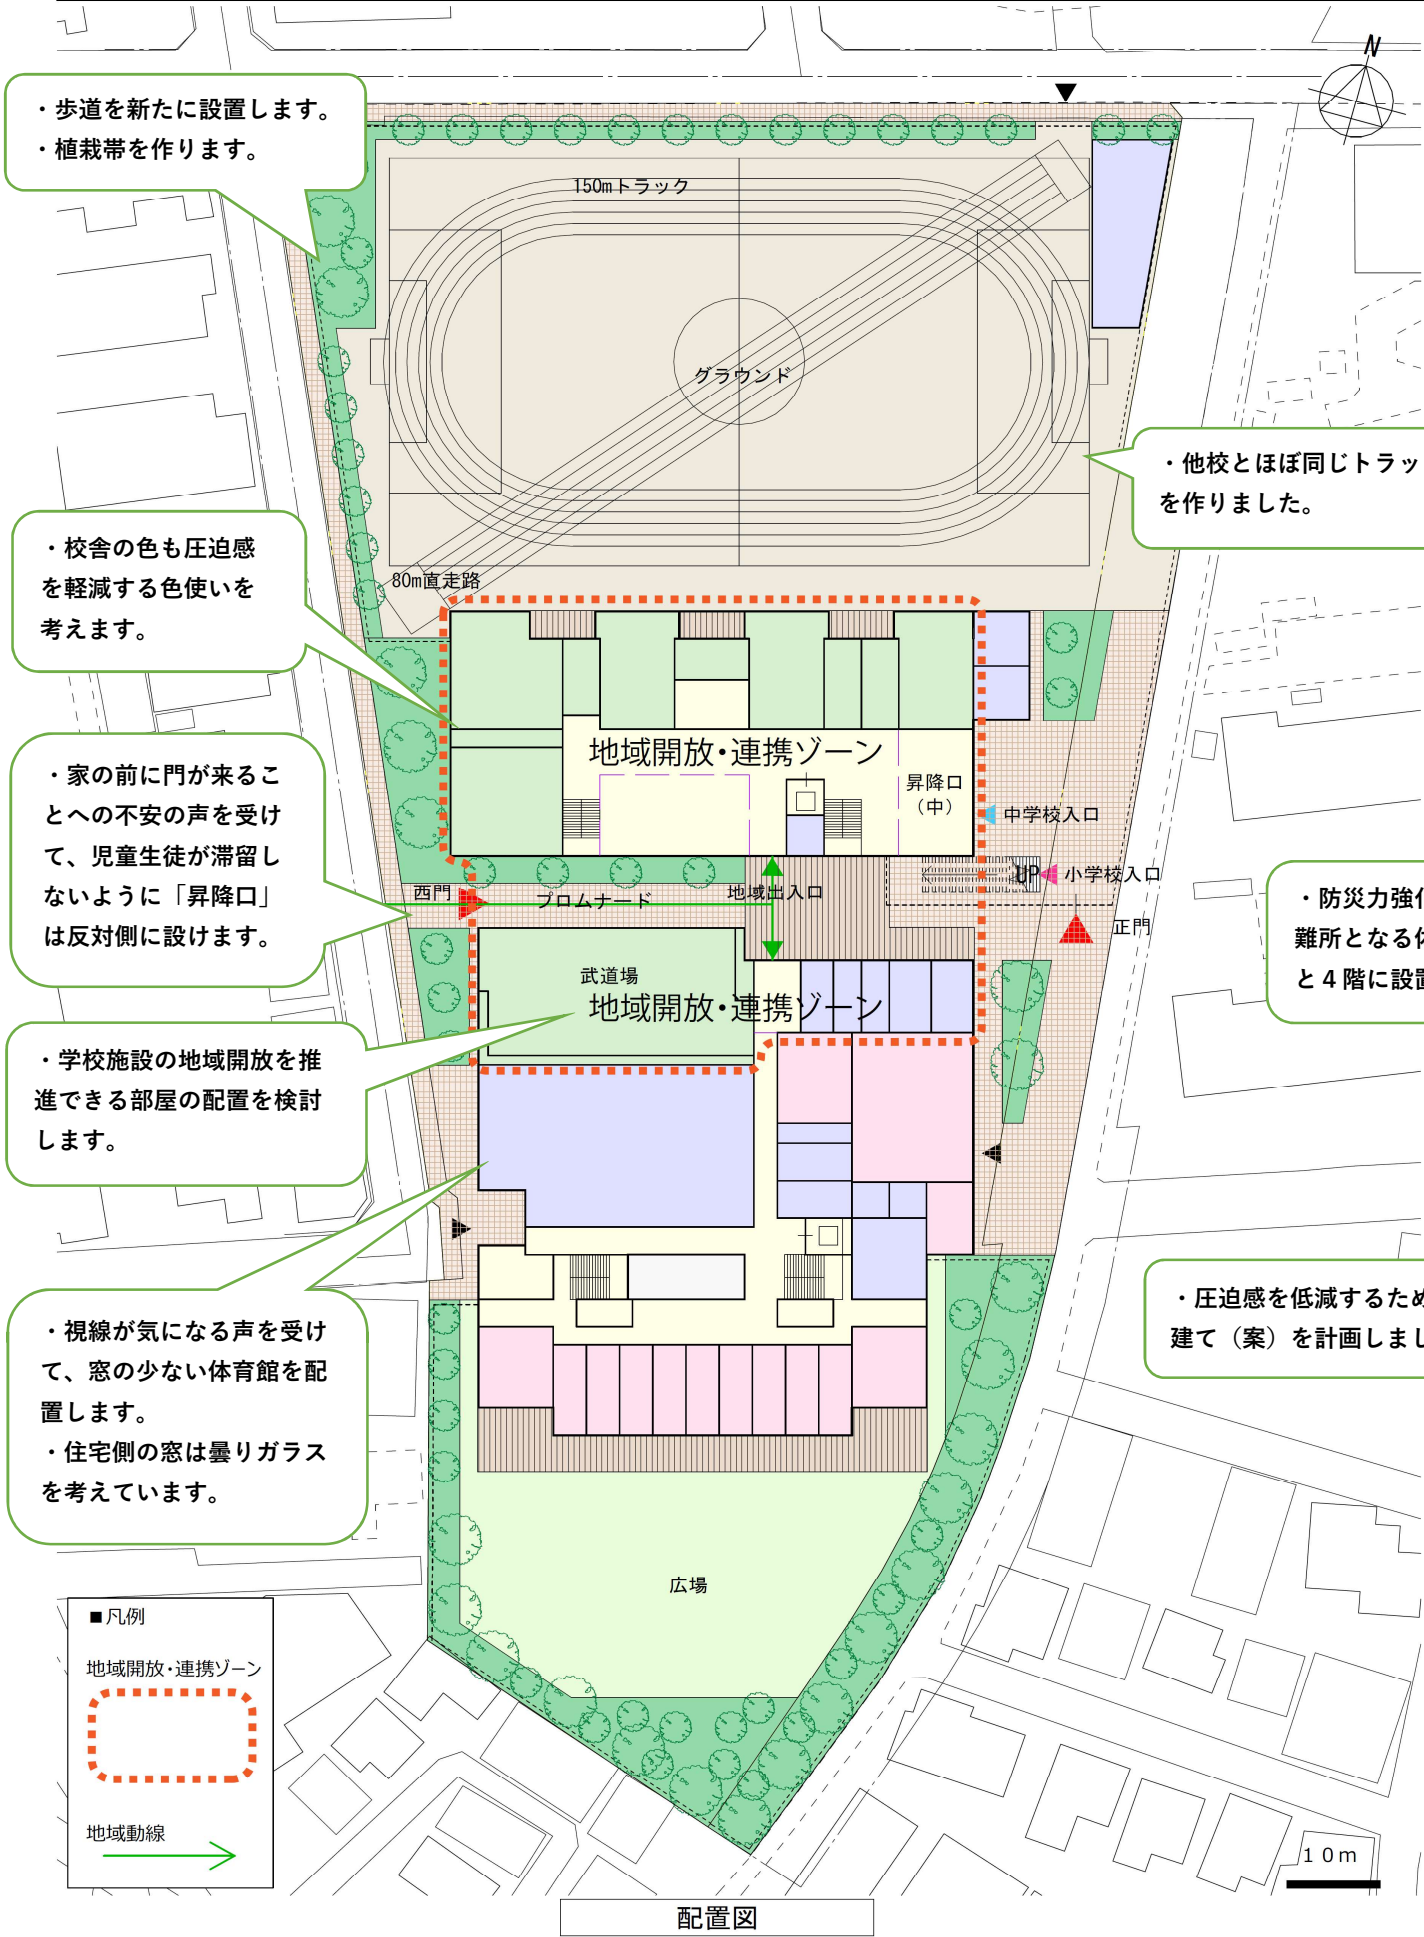 N
・歩道を新たに設置します。
・植栽帯を作ります。
150mトラック
グラウンド
・他校とほぼ同じトラッ
を作りました。
・校舎の色も圧迫感
を軽減する色使いを
考えます。
80m直走路
地域開放・連携ゾーン
昇降口
（中）
中学校入口
・家の前に門が来るこ
とへの不安の声を受け
て、児童生徒が滞留し
ないように「昇降口」
は反対側に設けます。
西門
プロムナード
地域出入口
UP
小学校入口
正門
・防災力強化
難所となる体
と４階に設置
武道場
地域開放・連携ゾーン
・学校施設の地域開放を推
進できる部屋の配置を検討
します。
・圧迫感を低減するため
建て（案）を計画しまし
・視線が気になる声を受け
て、窓の少ない体育館を配
置します。
・住宅側の窓は曇りガラス
を考えています。
広場
■凡例
地域開放・連携ゾーン
地域動線
１０ｍ
配置図